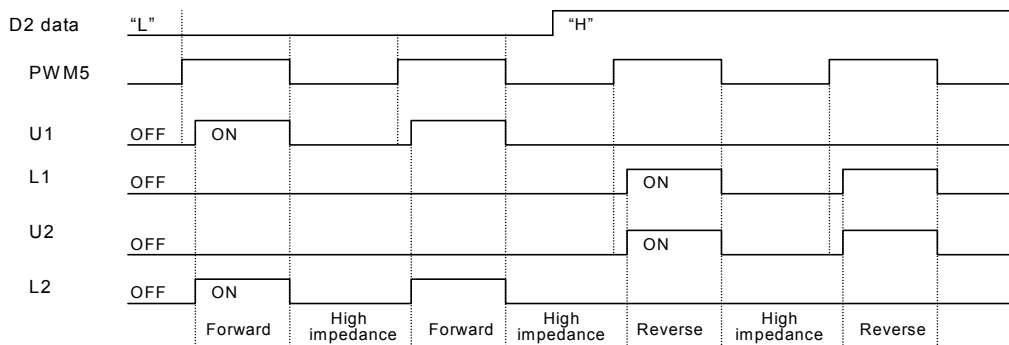 D2 data “L” “H”
PWM5
U1 OFF ON
L1 OFF ON
U2 OFF ON
L2 OFF ON
Forward High impedance Forward High impedance Reverse High impedance Reverse